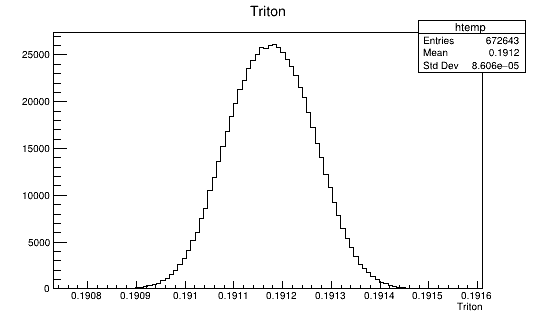 Triton
htemp
Entries 672643
Mean 0.1912
Std Dev 8.606e−05
25000
20000
15000
10000
5000
0
0.1908 0.1909 0.191 0.1911 0.1912 0.1913 0.1914 0.1915 0.1916
Triton